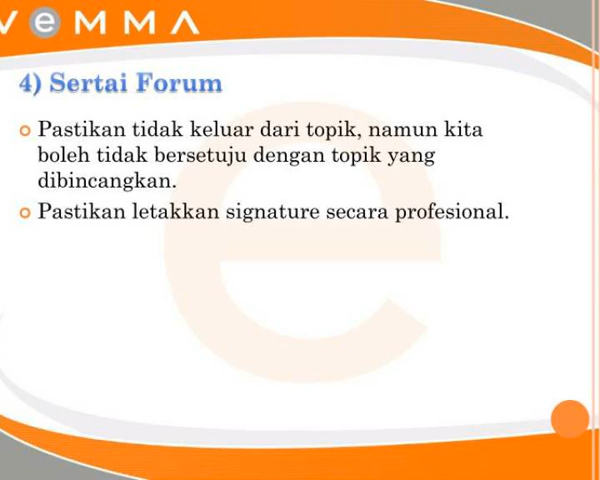 VeMMA
4) Sertai Forum
Pastikan tidak keluar dari topik, namun kita
boleh tidak bersetuju dengan topik yang
dibincangkan.
Pastikan letakkan signature secara profesional.